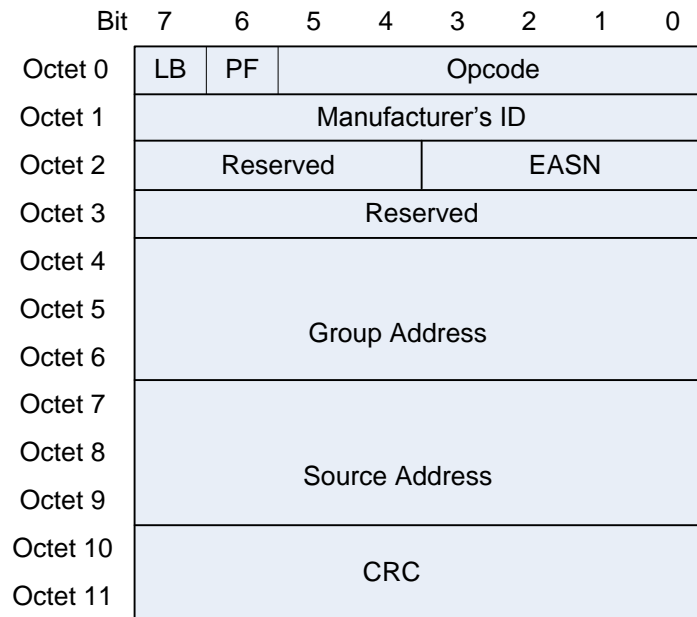 Bit 7 6 5 4 3 2 1 0
Octet 0 LB PF Opcode
Octet 1 Manufacturer's ID
Octet 2 Reserved EASN
Octet 3 Reserved
Octet 4
Octet 5 Group Address
Octet 6
Octet 7
Octet 8 Source Address
Octet 9
Octet 10 CRC
Octet 11